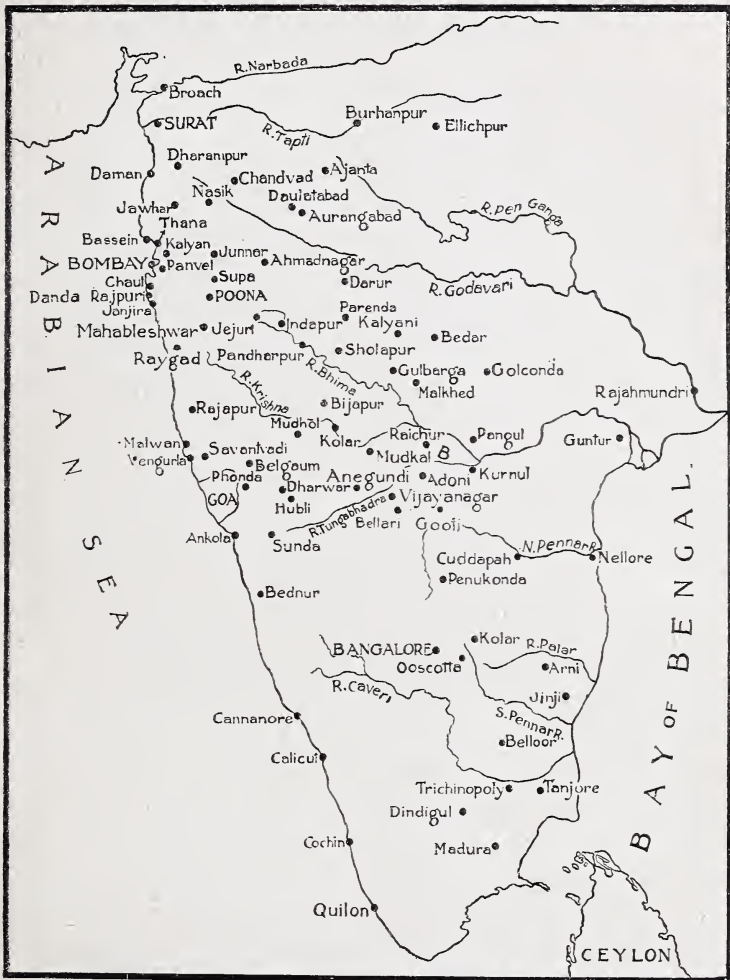 R. Narbada
Broach
SURAT
R. Tapti
Burhanpur
Ellichpur
Dharampur
Daman
Chandvad
Ajanta
Nasik
Jawhar
Daulatabad
Aurangabad
R. Pen Ganga
Thana
Bassein
Kalyan
Junnar
Ahmadnagar
BOMBAY
Panvel
Chaul
Supa
Darur
R. Godavari
Danda Rajpuri
POONA
Janjira
Parenda
Mahableshwar
Jejuri
Indapur
Kalyani
Bedar
Raygad
Pandharpur
Sholapur
R. Bhima
Gulbarga
Golconda
Malkhed
Rajahmundri
R. Krishna
Rajapur
Bijapur
Mudhol
Kolar
Raichur
Pangul
Guntur
Malwan
Savantvadi
Mudkal
B
Vengurla
Belgaum
Anegundi
Adoni
Kurnul
Phonda
Dharwar
Vijayanagar
GOA
Hubli
R. Tungabhadra
Bellari
Gooti
Ankola
Sunda
N. Pennar R.
Cuddapah
Nellore
Penukonda
Bednur
Kolar
BANGALORE
R. Palar
Ooscotta
Arni
R. Caveri
Jinji
Cannanore
S. Pennar R.
Belloor
Calicut
Trichinopoly
Tanjore
Dindigul
Cochin
Madura
Quilon
CEYLON
ARABIAN SEA
BAY OF BENGAL.